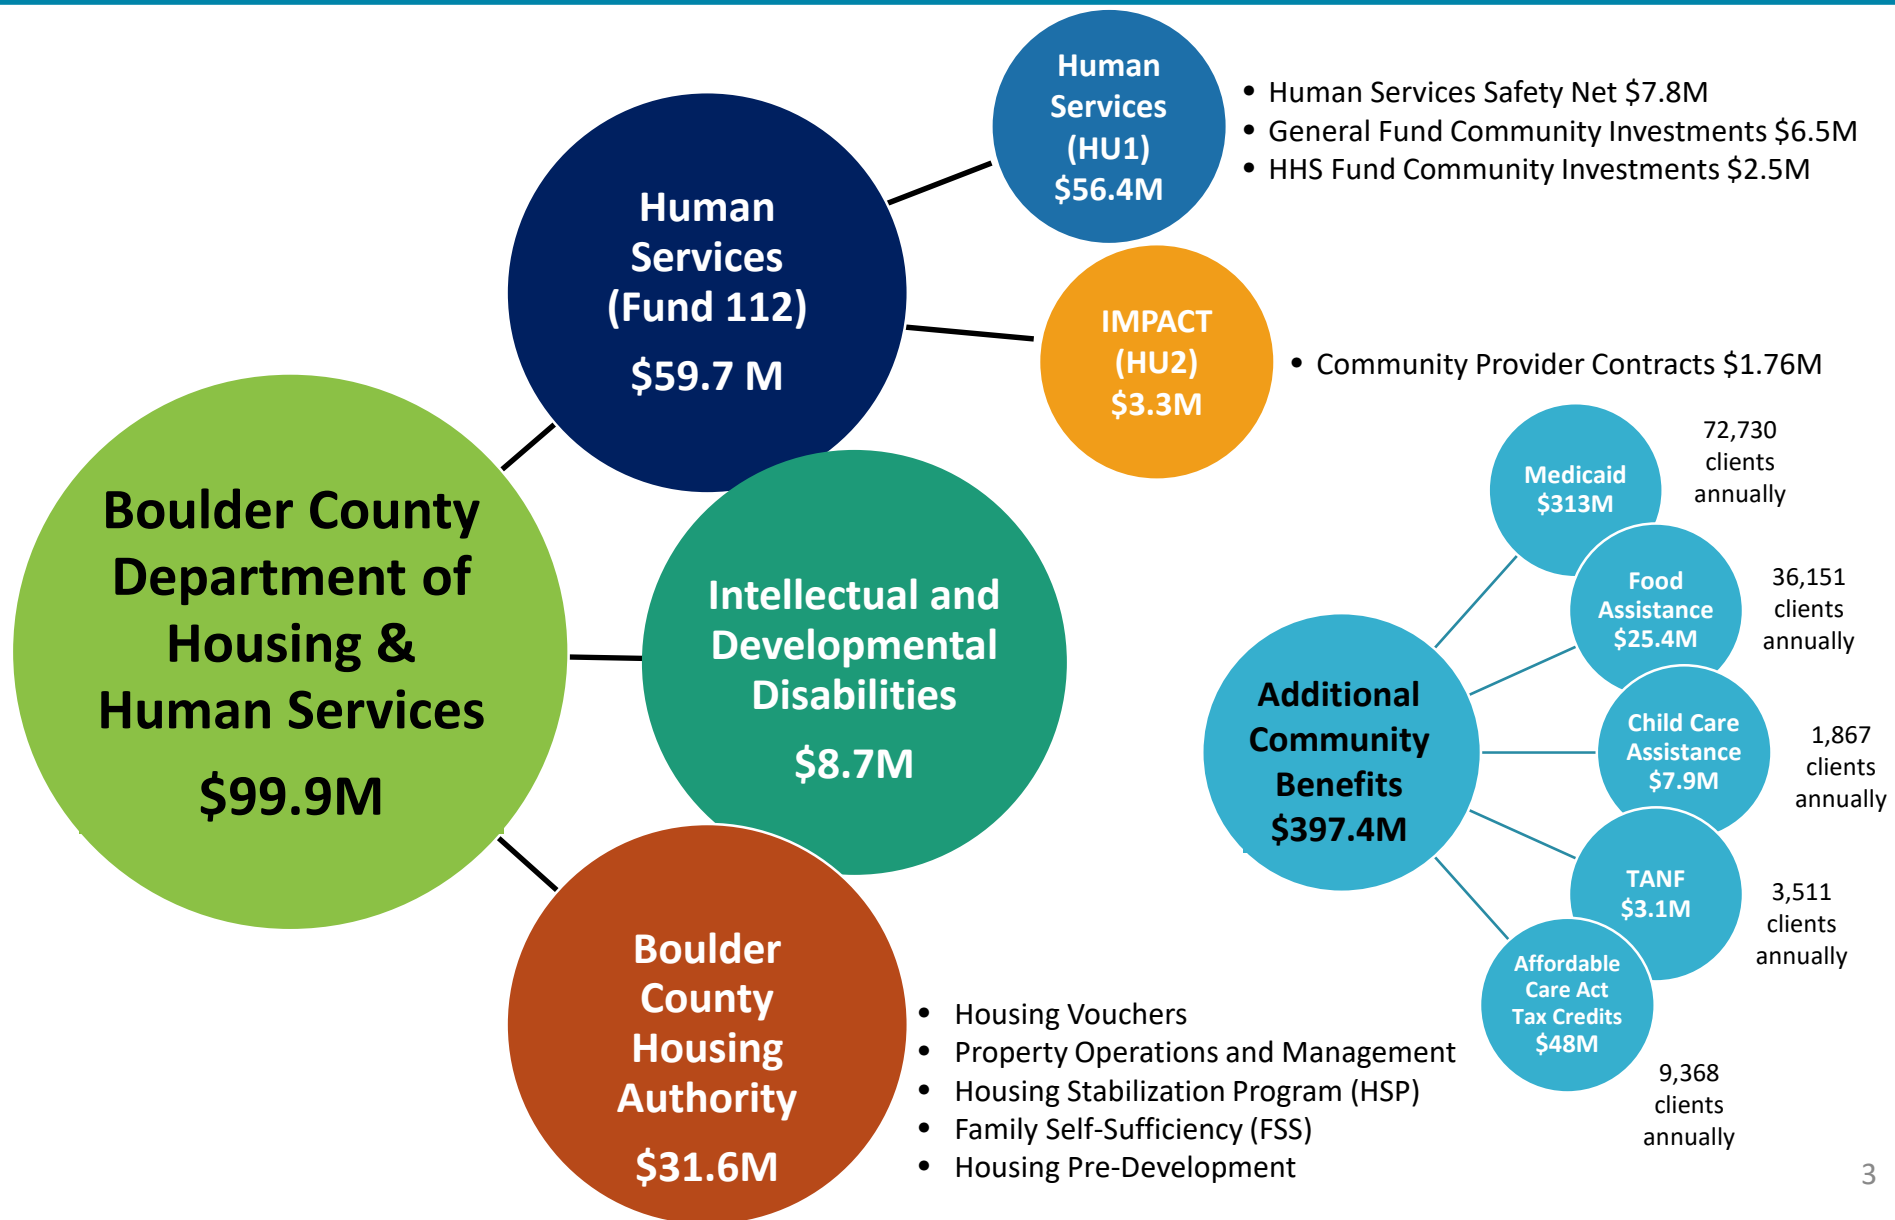 Human
Services
(HU1)
$56.4M
• Human Services Safety Net $7.8M
• General Fund Community Investments $6.5M
• HHS Fund Community Investments $2.5M
Human
Services
(Fund 112)
$59.7 M
IMPACT
(HU2)
$3.3M
• Community Provider Contracts $1.76M
Boulder County
Department of
Housing &
Human Services
$99.9M
Intellectual and
Developmental
Disabilities
$8.7M
Boulder
County
Housing
Authority
$31.6M
• Housing Vouchers
• Property Operations and Management
• Housing Stabilization Program (HSP)
• Family Self-Sufficiency (FSS)
• Housing Pre-Development
Additional
Community
Benefits
$397.4M
Medicaid
$313M
72,730
clients
annually
Food
Assistance
$25.4M
36,151
clients
annually
Child Care
Assistance
$7.9M
1,867
clients
annually
TANF
$3.1M
3,511
clients
annually
Affordable
Care Act
Tax Credits
$48M
9,368
clients
annually
3